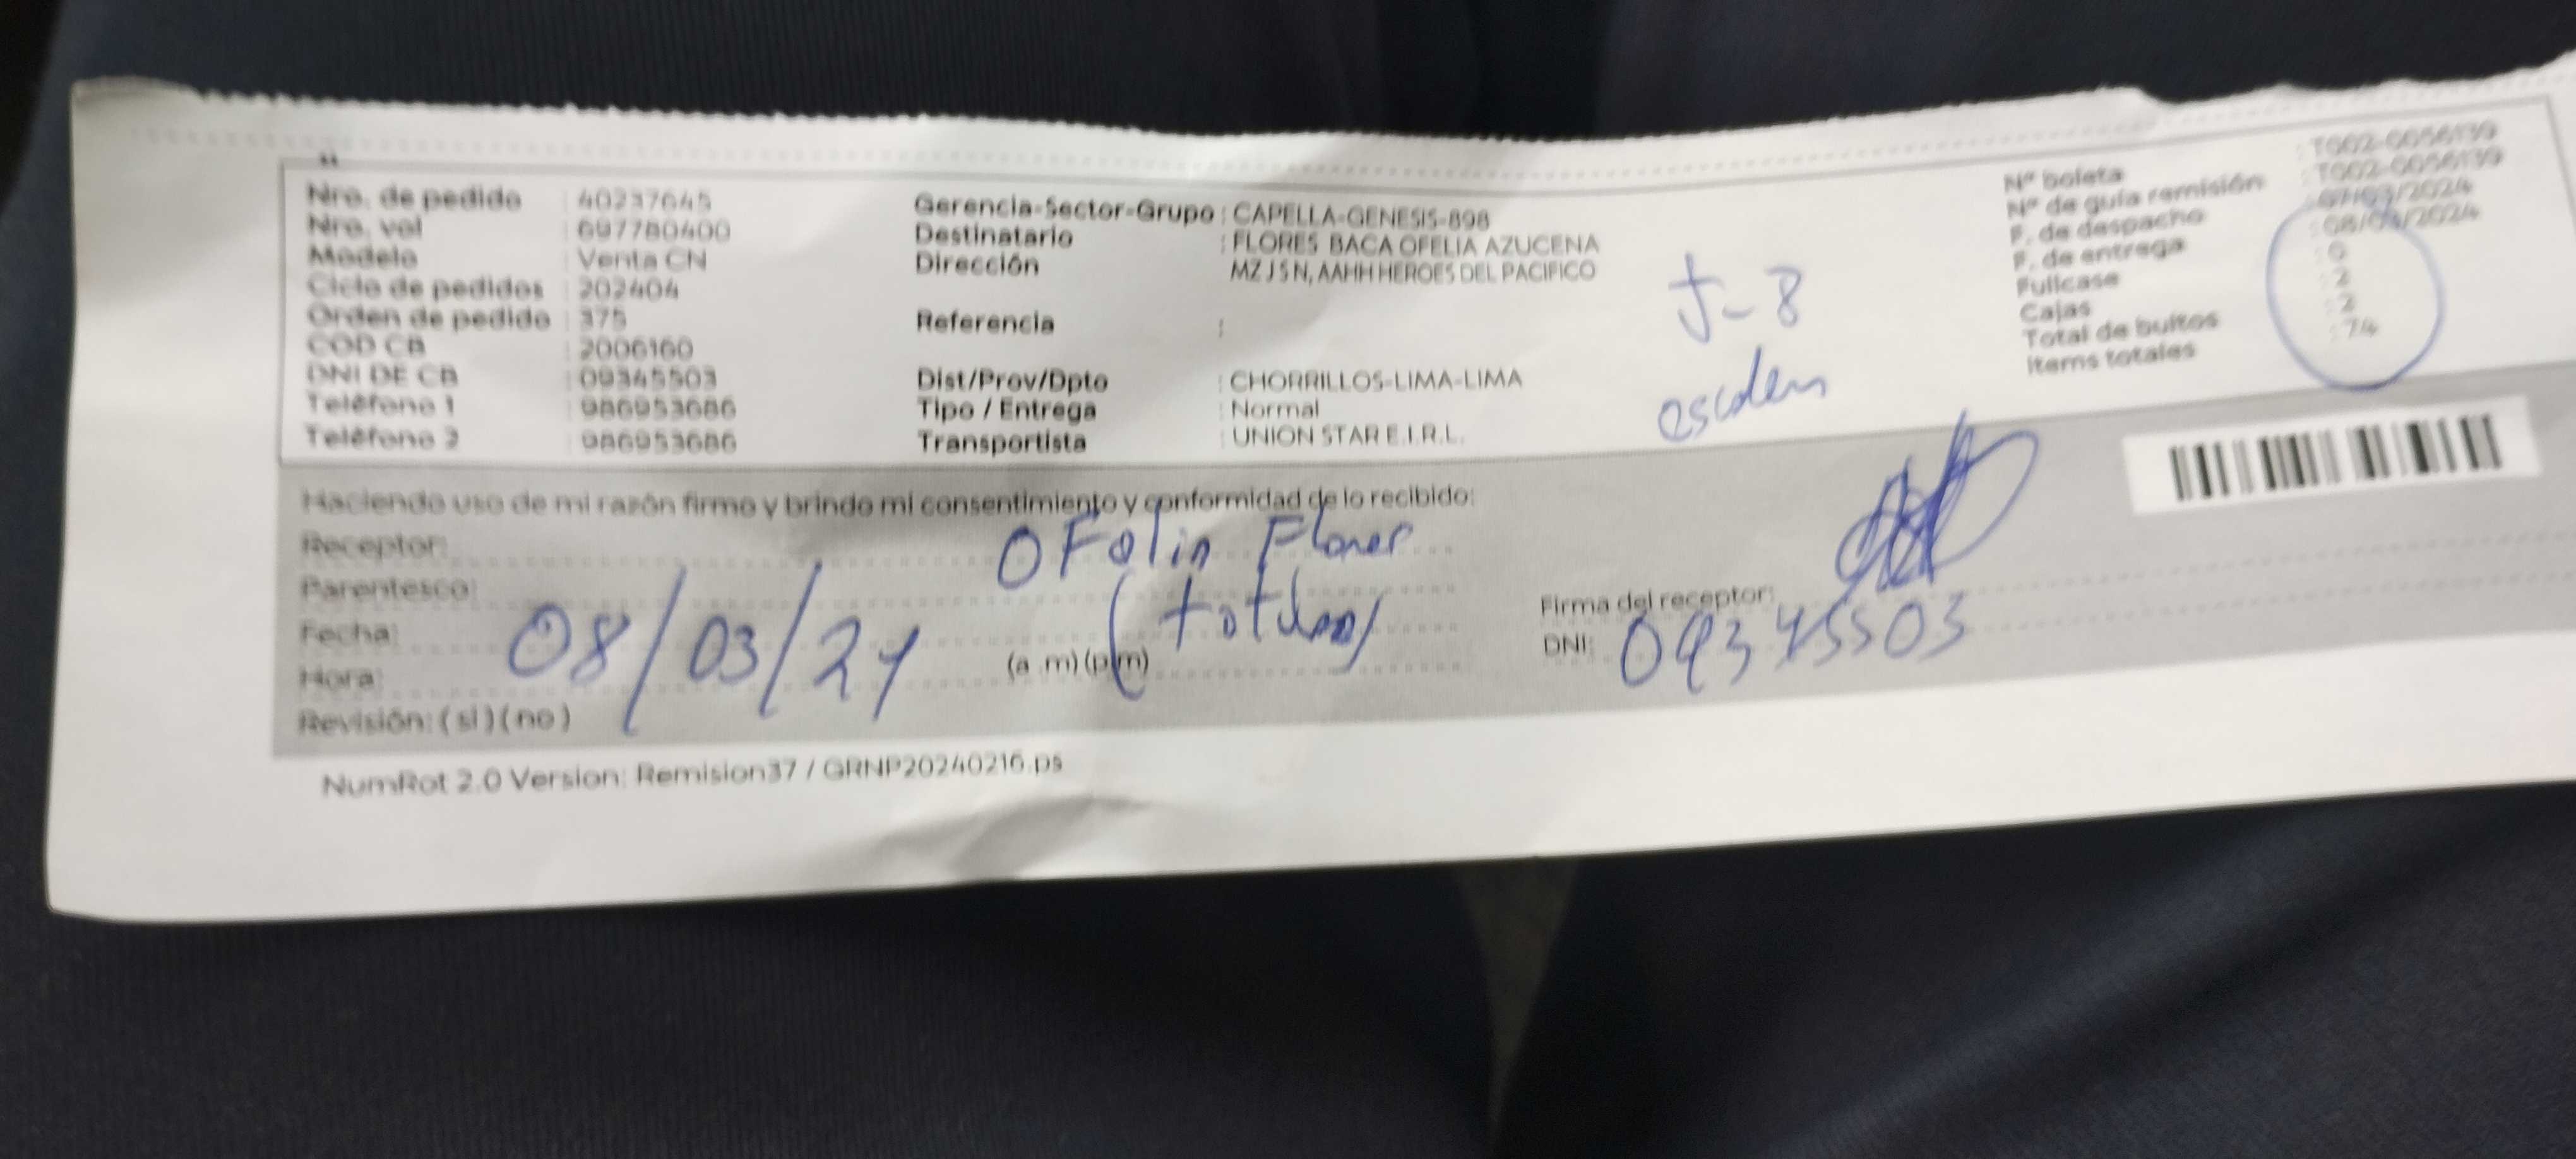 Nro. de pedido : 40237645
Nro. vol : 697780400
Modelo : Venta CN
Ciclo de pedidos : 202404
Orden de pedido : 375
COD CB : 2006160
DNI DE CB : 09345503
Teléfono 1 : 986953686
Teléfono 2 : 986953686
Gerencia-Sector-Grupo : CAPELLA-GENESIS-898
Destinatario : FLORES BACA OFELIA AZUCENA
Dirección MZ J S N, AAHH HEROES DEL PACIFICO
Referencia :
Dist/Prov/Dpto : CHORRILLOS-LIMA-LIMA
Tipo / Entrega : Normal
Transportista : UNION STAR E.I.R.L.
J-8
N° boleta : T002-0056139
N° de guía remisión : T002-0056139
F. de despacho : 07/03/2024
F. de entrega : 08/03/2024
Fullcase : 0
Cajas : 2
Total de bultos : 2
Items totales : 74
Haciendo uso de mi razón firmo y brindo mi consentimiento y conformidad de lo recibido:
Receptor: OFelia Flores
Parentesco: (titular)
Fecha: 08/03/24
Hora: (a .m) (p.m)
Revisión: ( si ) ( no )
Firma del receptor:
DNI: 09345503
NumRot 2.0 Version: Remision37 / GRNP20240216.ps